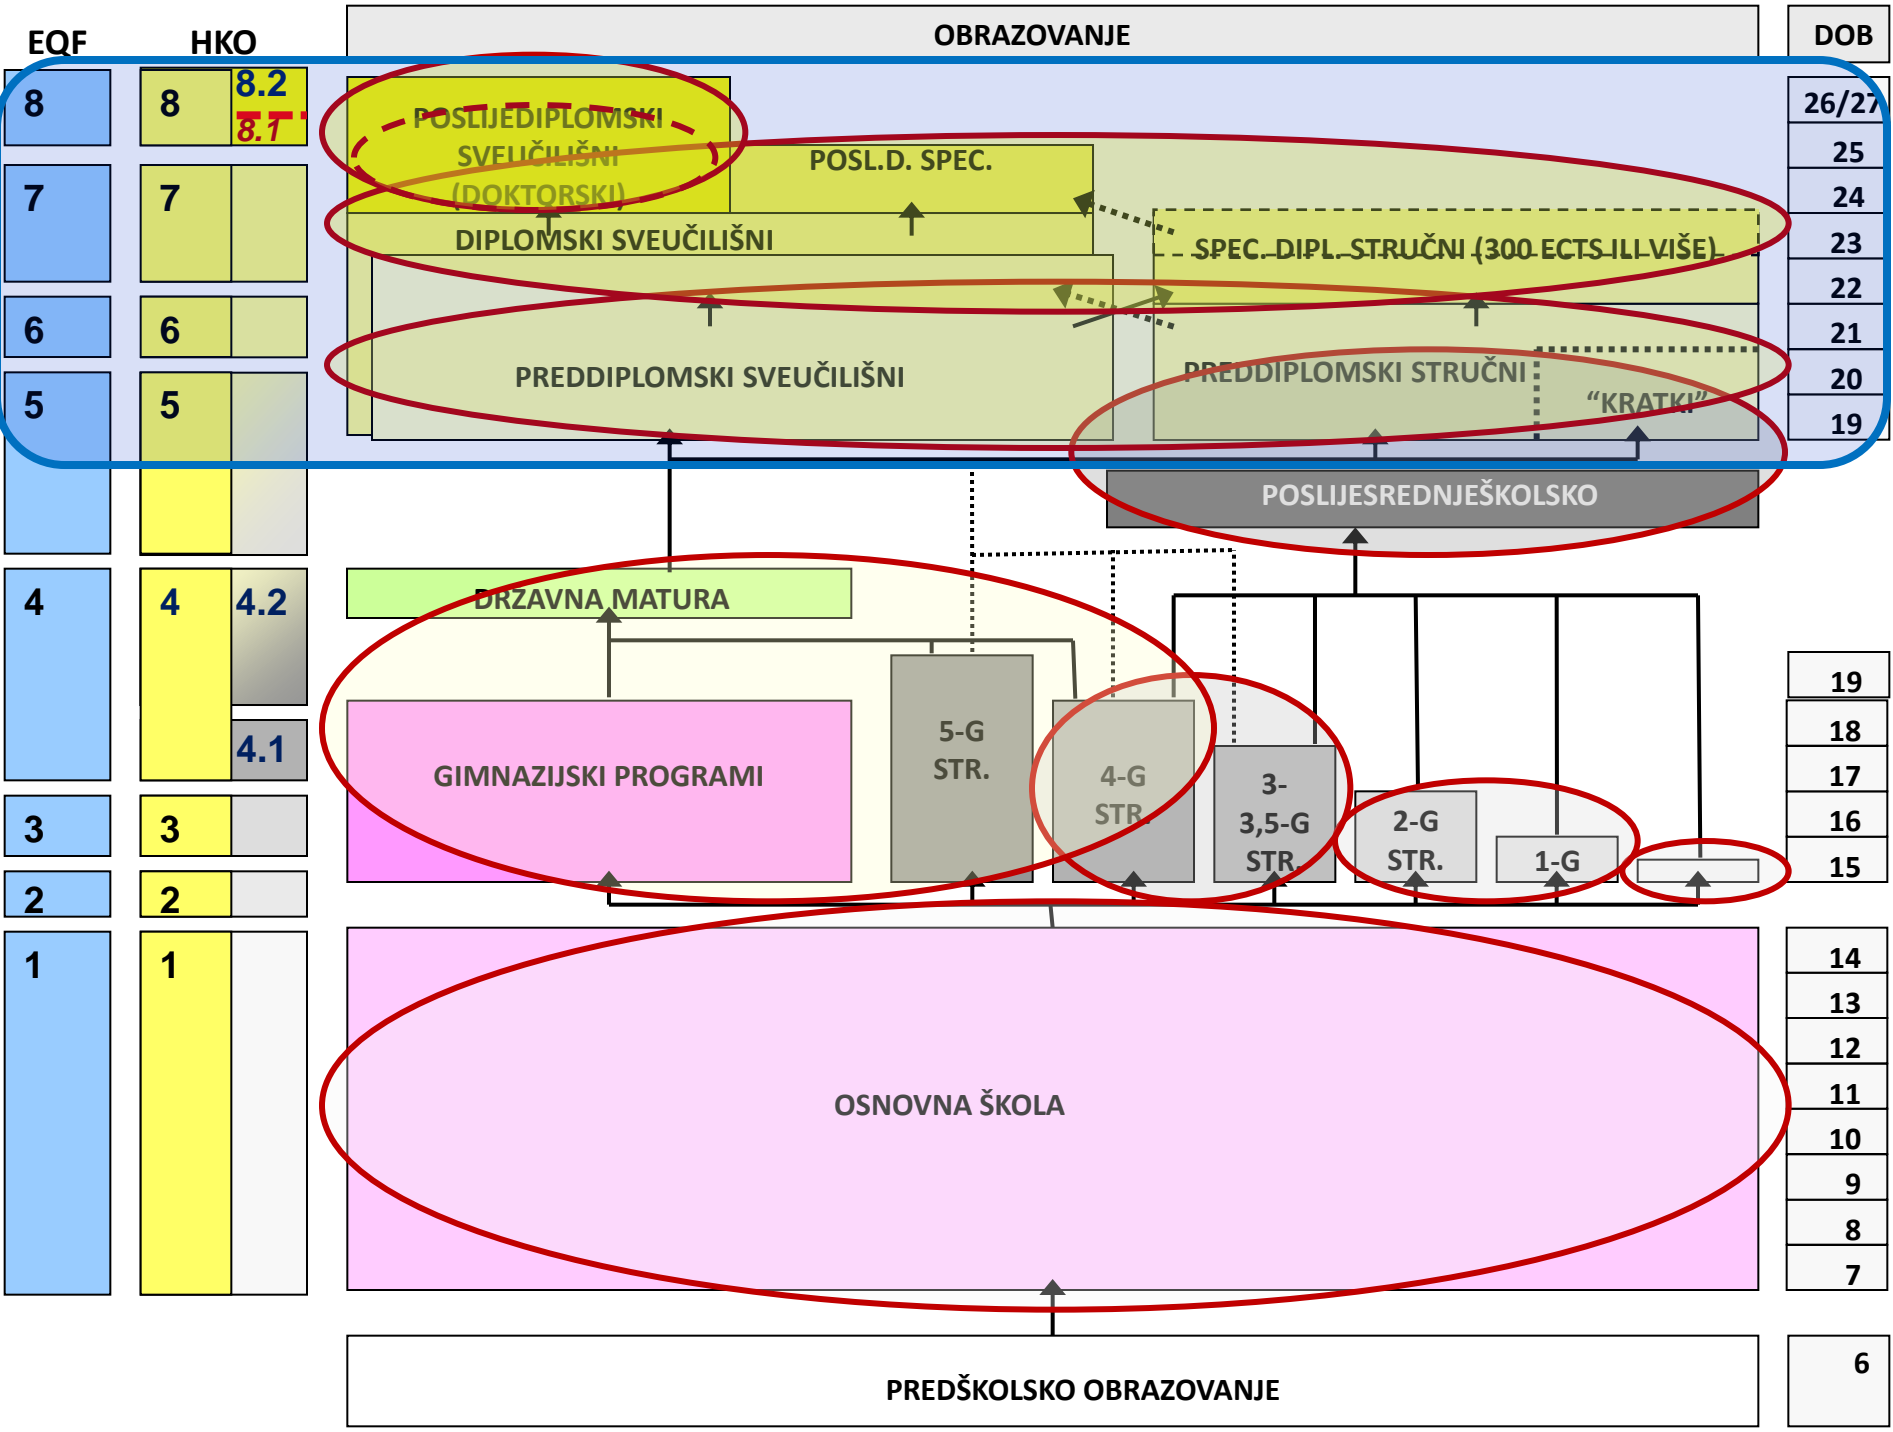 EQF
HKO
OBRAZOVANJE
DOB
8
8
8.2
8.1
POSLIJEDIPLOMSKI
SVEUČILIŠNI
(DOKTORSKI)
POSL.D. SPEC.
26/27
25
7
7
24
DIPLOMSKI SVEUČILIŠNI
SPEC. DIPL. STRUČNI (300 ECTS ILI VIŠE)
23
22
6
6
21
PREDDIPLOMSKI SVEUČILIŠNI
PREDDIPLOMSKI STRUČNI
20
5
5
“KRATKI”
19
POSLIJESREDNJEŠKOLSKO
4
4
4.2
DRŽAVNA MATURA
19
4.1
5-G
STR.
18
GIMNAZIJSKI PROGRAMI
4-G
STR.
3-
3,5-G
STR.
17
3
3
2-G
STR.
16
1-G
15
2
2
1
1
14
13
12
11
OSNOVNA ŠKOLA
10
9
8
7
6
PREDŠKOLSKO OBRAZOVANJE